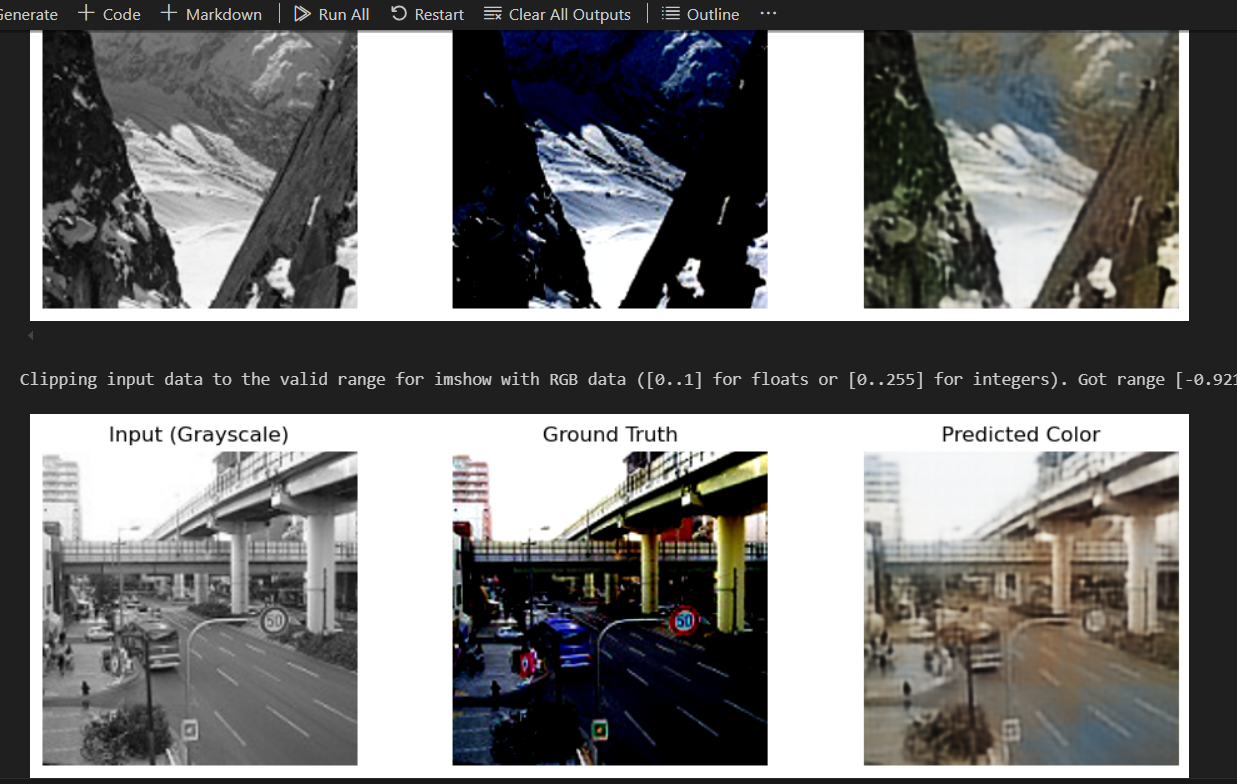 Generate + Code + Markdown Run All Restart Clear All Outputs Outline ...
Clipping input data to the valid range for imshow with RGB data ([0..1] for floats or [0..255] for integers). Got range [-0.921
Input (Grayscale) Ground Truth Predicted Color
50 50